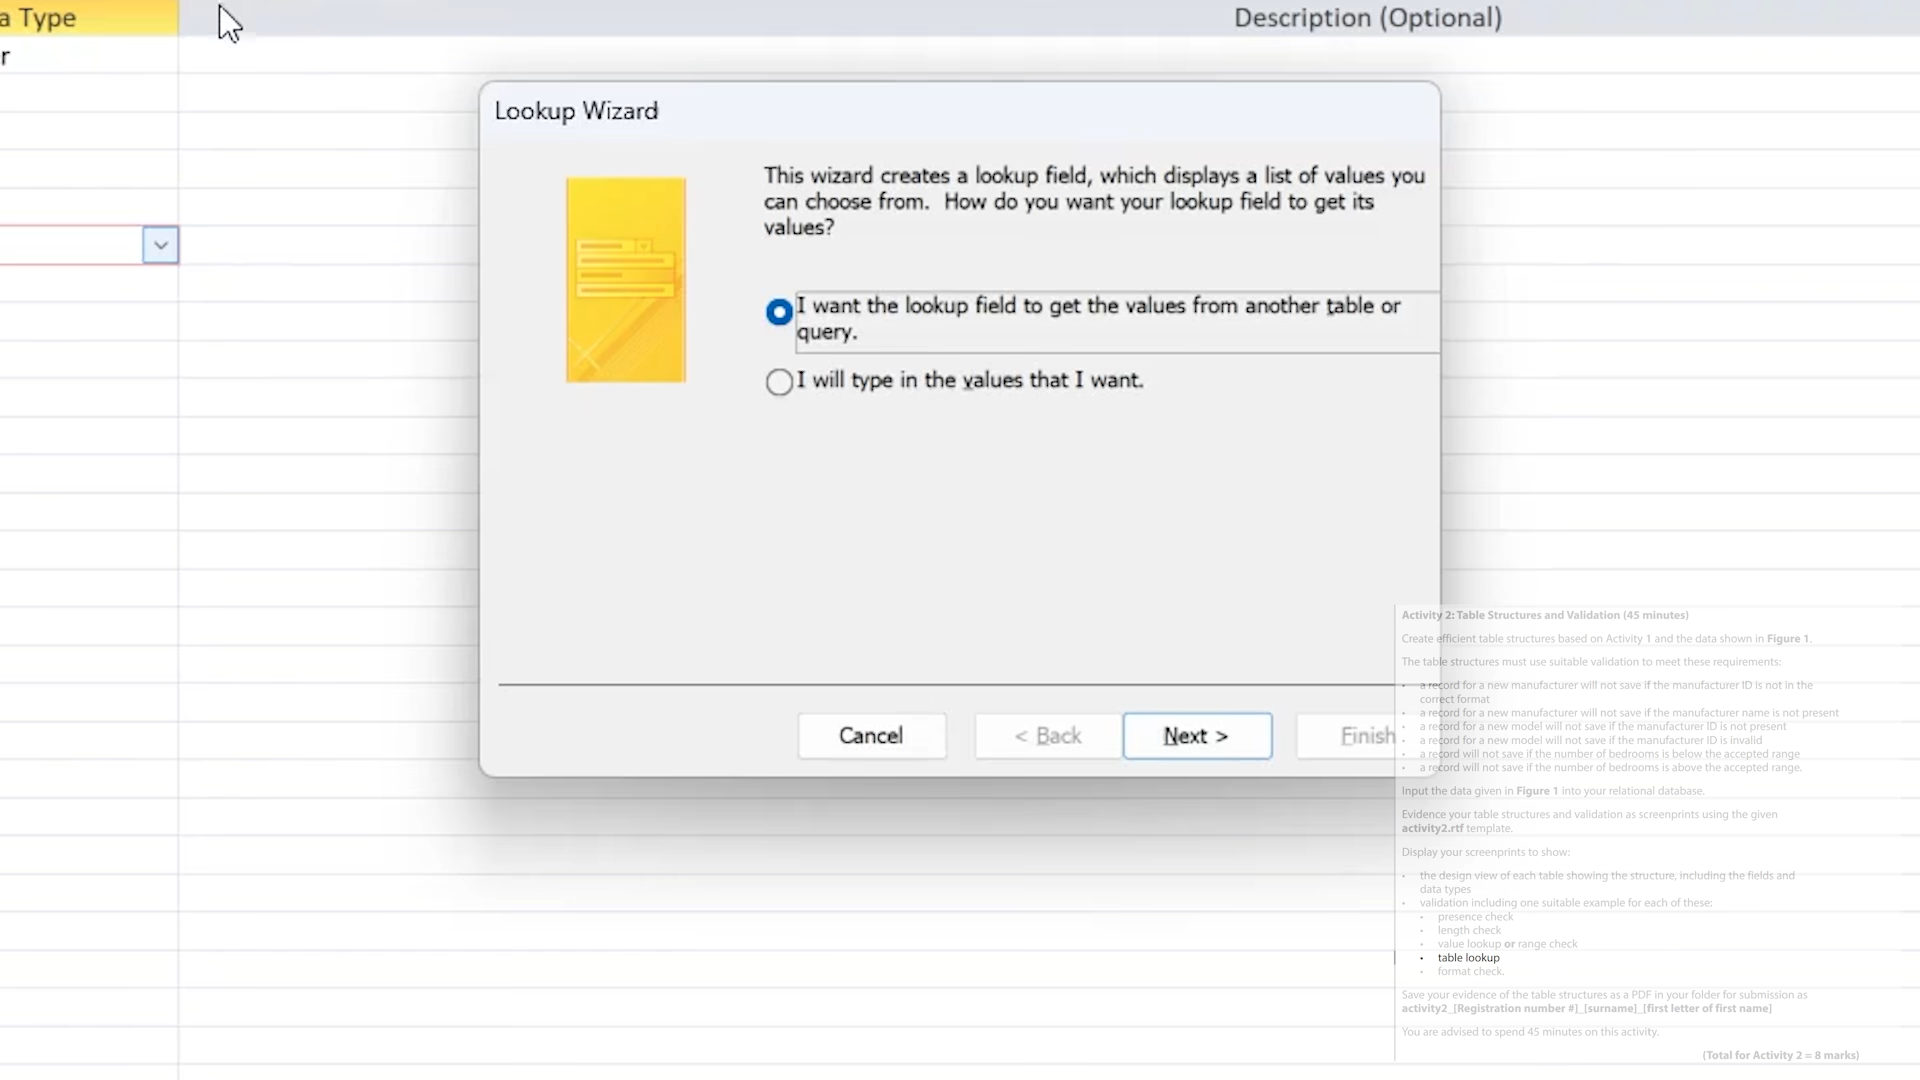 a Type
Description (Optional)
r
Lookup Wizard
This wizard creates a lookup field, which displays a list of values you
can choose from. How do you want your lookup field to get its
values?
I want the lookup field to get the values from another table or
query.
I will type in the values that I want.
Cancel
< Back
Next >
Finish
Activity 2: Table Structures and Validation (45 minutes)
Create efficient table structures based on Activity 1 and the data shown in Figure 1.
The table structures must use suitable validation to meet these requirements:
• a record for a new manufacturer will not save if the manufacturer ID is not in the
correct format
• a record for a new manufacturer will not save if the manufacturer name is not present
• a record for a new model will not save if the manufacturer ID is not present
• a record for a new model will not save if the manufacturer ID is invalid
• a record will not save if the number of bedrooms is below the accepted range
• a record will not save if the number of bedrooms is above the accepted range.
Input the data given in Figure 1 into your relational database.
Evidence your table structures and validation as screenprints using the given
activity2.rtf template.
Display your screenprints to show:
• the design view of each table showing the structure, including the fields and
data types
• validation including one suitable example for each of these:
• presence check
• length check
• value lookup or range check
• table lookup
• format check.
Save your evidence of the table structures as a PDF in your folder for submission as
activity2_[Registration number #]_[surname]_[first letter of first name]
You are advised to spend 45 minutes on this activity.
(Total for Activity 2 = 8 marks)